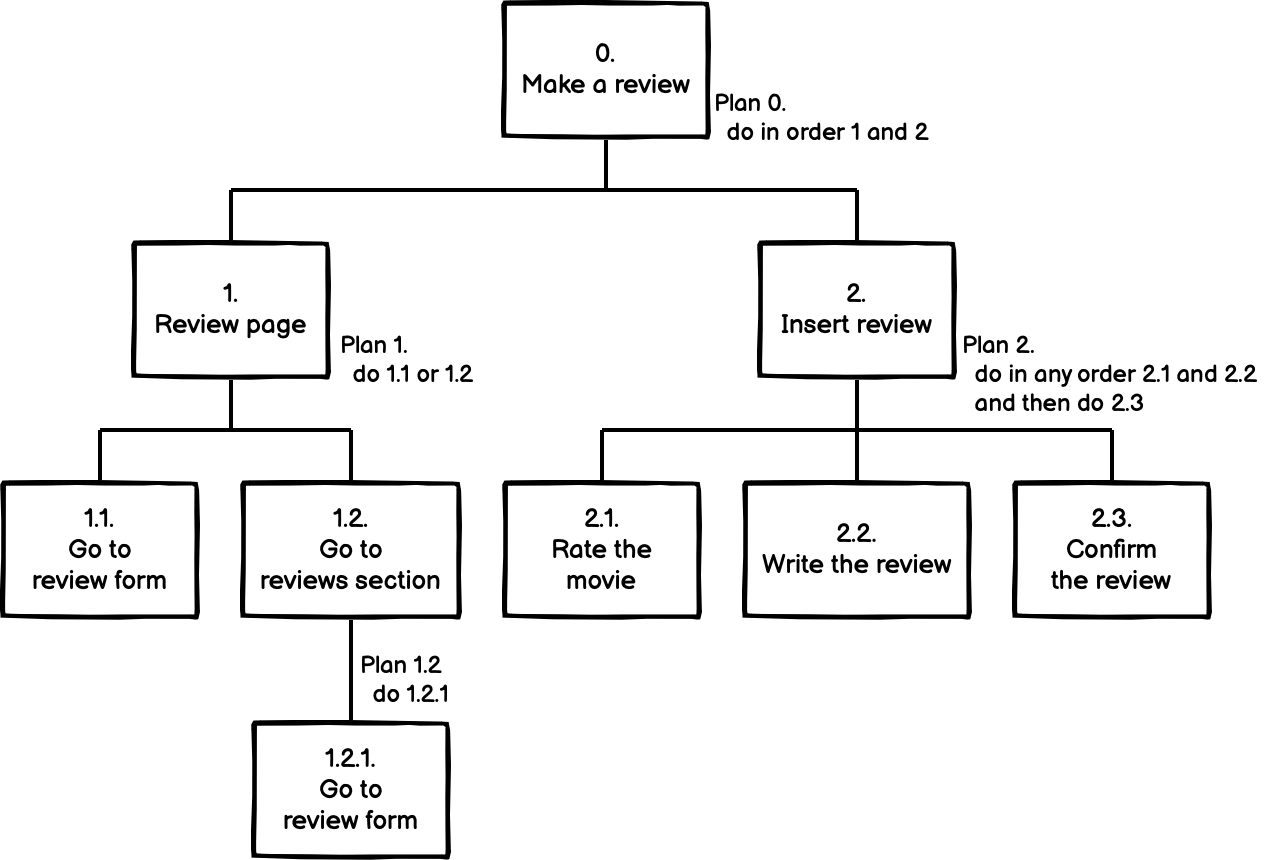 0.
Make a review
Plan 0.
do in order 1 and 2
1.
Review page
Plan 1.
do 1.1 or 1.2
2.
Insert review
Plan 2.
do in any order 2.1 and 2.2
and then do 2.3
1.1.
Go to
review form
1.2.
Go to
reviews section
2.1.
Rate the
movie
2.2.
Write the review
2.3.
Confirm
the review
Plan 1.2
do 1.2.1
1.2.1.
Go to
review form